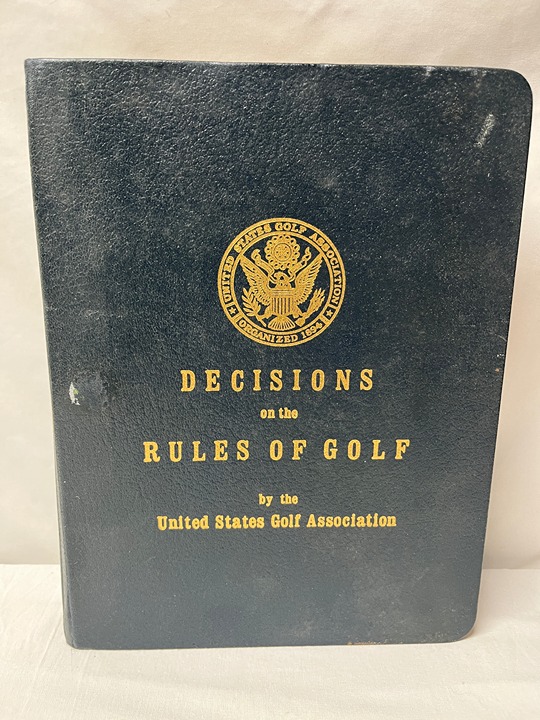 UNITED STATES GOLF ASSOCIATION
ORGANIZED 1894
DECISIONS
on the
RULES OF GOLF
by the
United States Golf Association